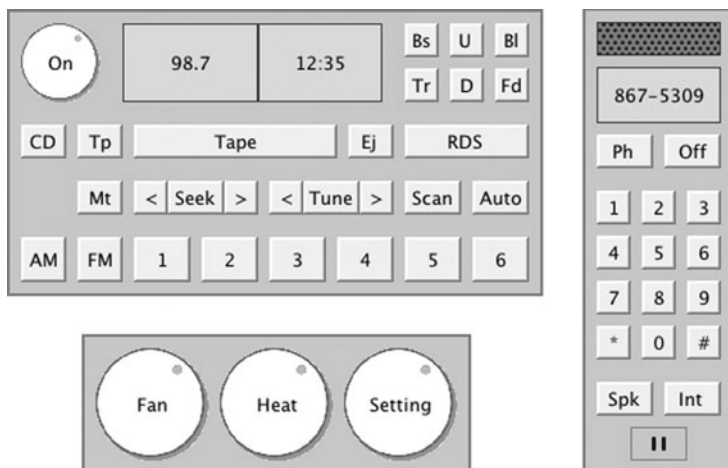 On 98.7 12:35 Bs U Bl
Tr D Fd
CD Tp Tape Ej RDS
Mt < Seek > < Tune > Scan Auto
AM FM 1 2 3 4 5 6
Fan Heat Setting
867-5309
Ph Off
1 2 3
4 5 6
7 8 9
* 0 #
Spk Int